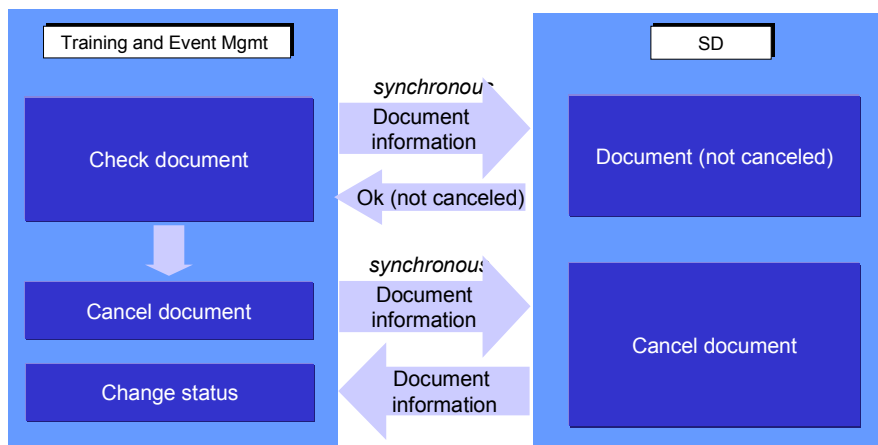 Training and Event Mgmt
SD
synchronous
Document
information
Check document
Document (not canceled)
Ok (not canceled)
synchronous
Document
information
Cancel document
Cancel document
Change status
Document
information